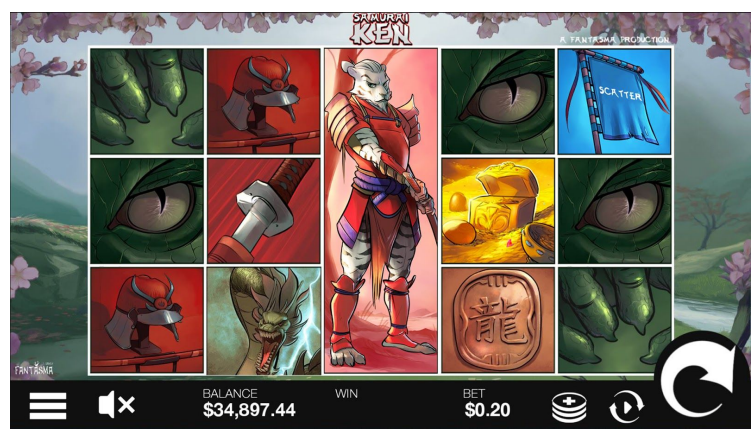 SAMURAI
KEN
A FANTASMA PRODUCTION
SCATTER
龍
FANTASMA
BALANCE
$34,897.44
WIN
BET
$0.20